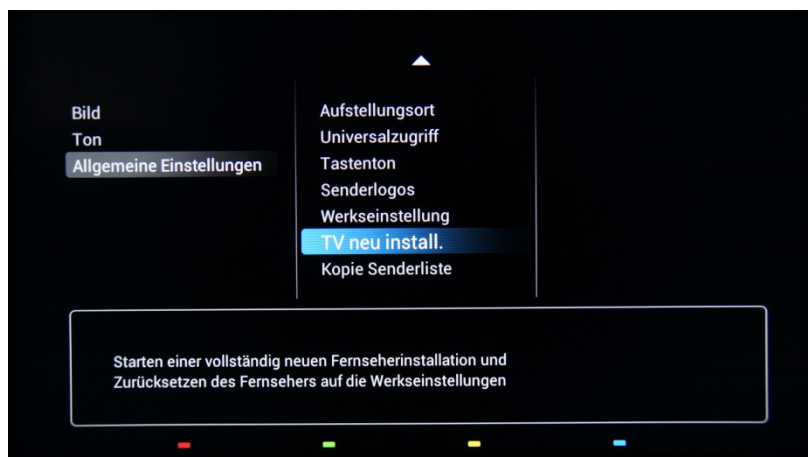 Bild
Ton
Allgemeine Einstellungen
Aufstellungsort
Universalzugriff
Tastenton
Senderlogos
Werkseinstellung
TV neu install.
Kopie Senderliste
Starten einer vollständig neuen Fernseherinstallation und
Zurücksetzen des Fernsehers auf die Werkseinstellungen